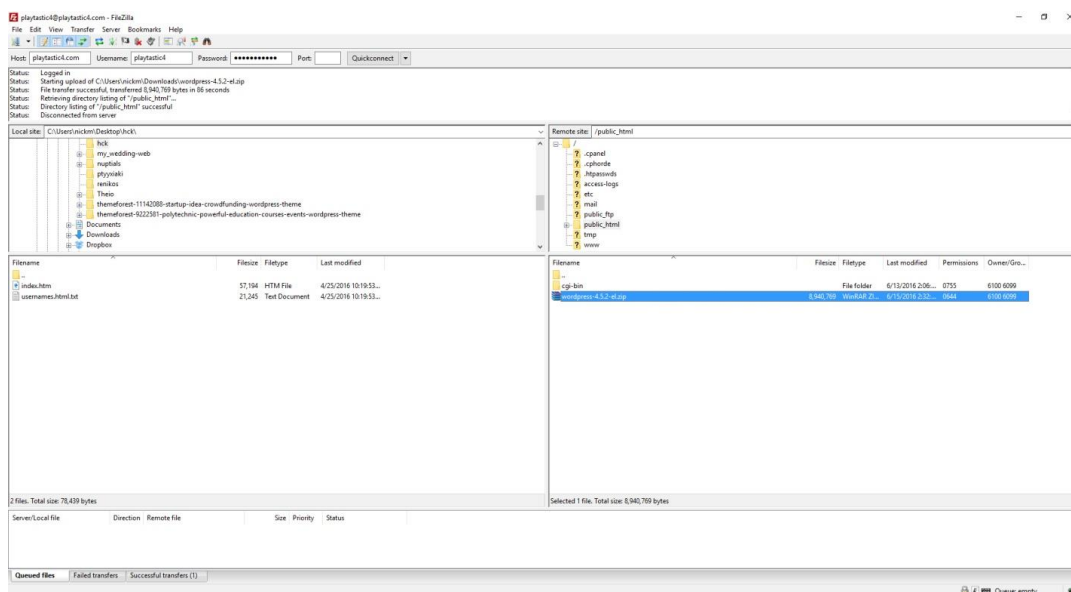 playtastic4@playtastic4.com - FileZilla
File Edit View Transfer Server Bookmarks Help
Host: playtastic4.com Username: playtastic4 Password: ●●●●●●●●●●● Port: Quickconnect
Status: Logged in
Status: Starting upload of C:\Users\nickm\Downloads\wordpress-4.5.2-el.zip
Status: File transfer successful, transferred 8,940,769 bytes in 86 seconds
Status: Retrieving directory listing of "/public_html"...
Status: Directory listing of "/public_html" successful
Status: Disconnected from server
Local site: C:\Users\nickm\Desktop\hck\
hck
my_wedding-web
nuptials
ptyyxiaki
renikos
Theio
themeforest-11142088-startup-idea-crowdfunding-wordpress-theme
themeforest-9222581-polytechnic-powerful-education-courses-events-wordpress-theme
Documents
Downloads
Dropbox
Remote site: /public_html
/
.cpanel
.cphorde
.htpasswds
access-logs
etc
mail
public_ftp
public_html
tmp
www
Filename Filesize Filetype Last modified
..
index.htm 57,194 HTM File 4/25/2016 10:19:53...
usernames.html.txt 21,245 Text Document 4/25/2016 10:19:53...
2 files. Total size: 78,439 bytes
Filename Filesize Filetype Last modified Permissions Owner/Gro...
..
cgi-bin File folder 6/13/2016 2:06:... 0755 6100 6099
wordpress-4.5.2-el.zip 8,940,769 WinRAR ZI... 6/15/2016 2:32:... 0644 6100 6099
Selected 1 file. Total size: 8,940,769 bytes
Server/Local file Direction Remote file Size Priority Status
Queued files Failed transfers Successful transfers (1)
Queue: empty